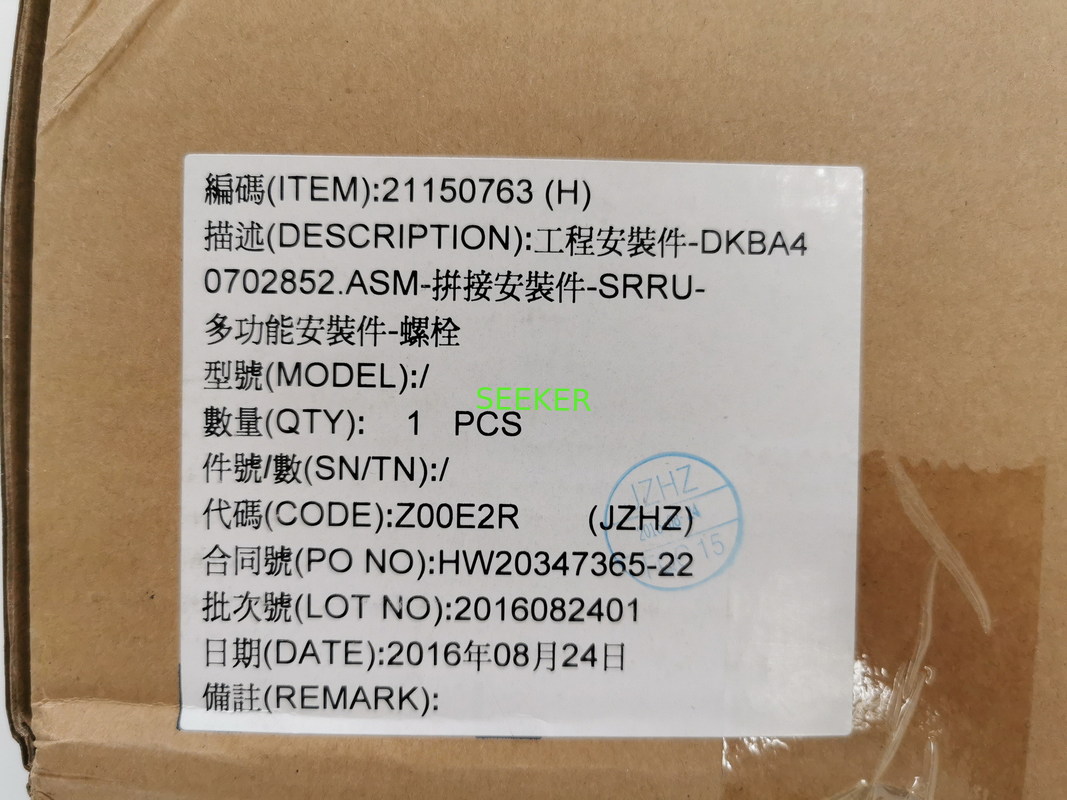 編碼(ITEM):21150763 (H)
描述(DESCRIPTION):工程安裝件-DKBA4
0702852.ASM-拼接安裝件-SRRU-
多功能安裝件-螺栓
型號(MODEL):/
SEEKER
數量(QTY): 1 PCS
件號/數(SN/TN):/
JZHZ
代碼(CODE):Z00E2R (JZHZ)
15
合同號(PO NO):HW20347365-22
批次號(LOT NO):2016082401
日期(DATE):2016年08月24日
備註(REMARK):